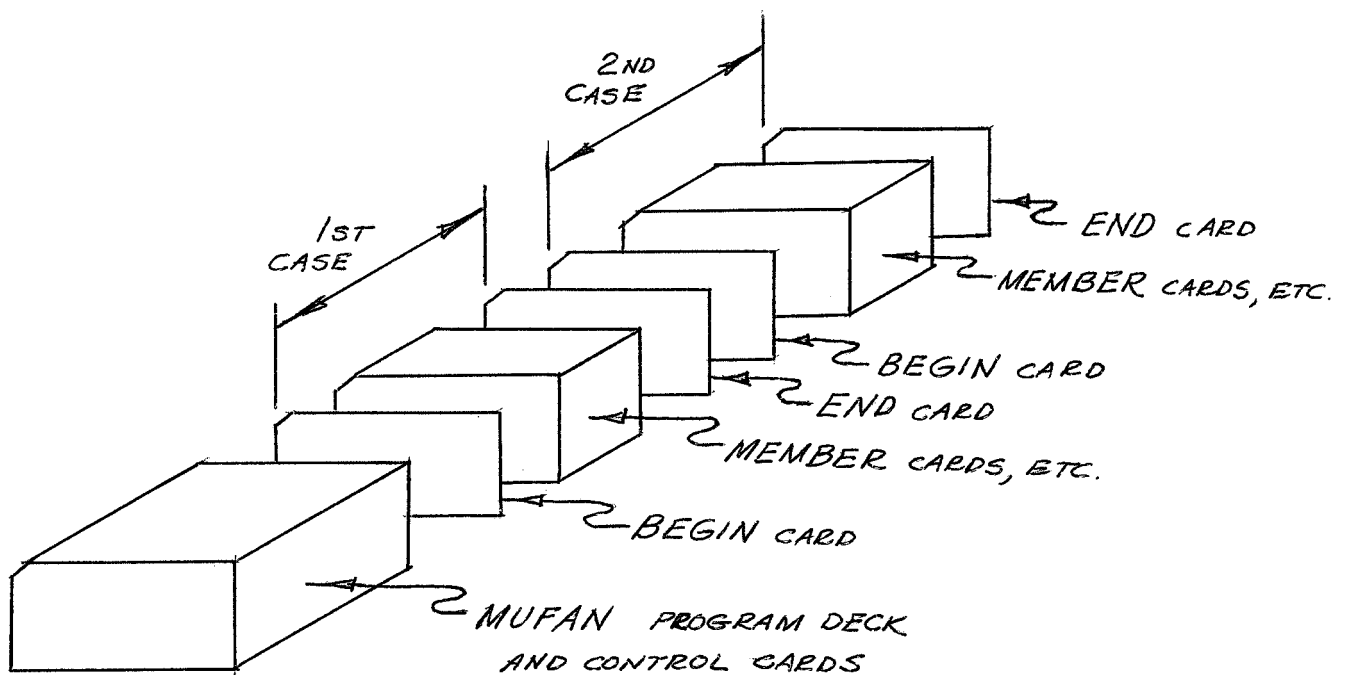 2ND
CASE
1ST
CASE
END CARD
MEMBER CARDS, ETC.
BEGIN CARD
END CARD
MEMBER CARDS, ETC.
BEGIN CARD
MUFAN PROGRAM DECK
AND CONTROL CARDS